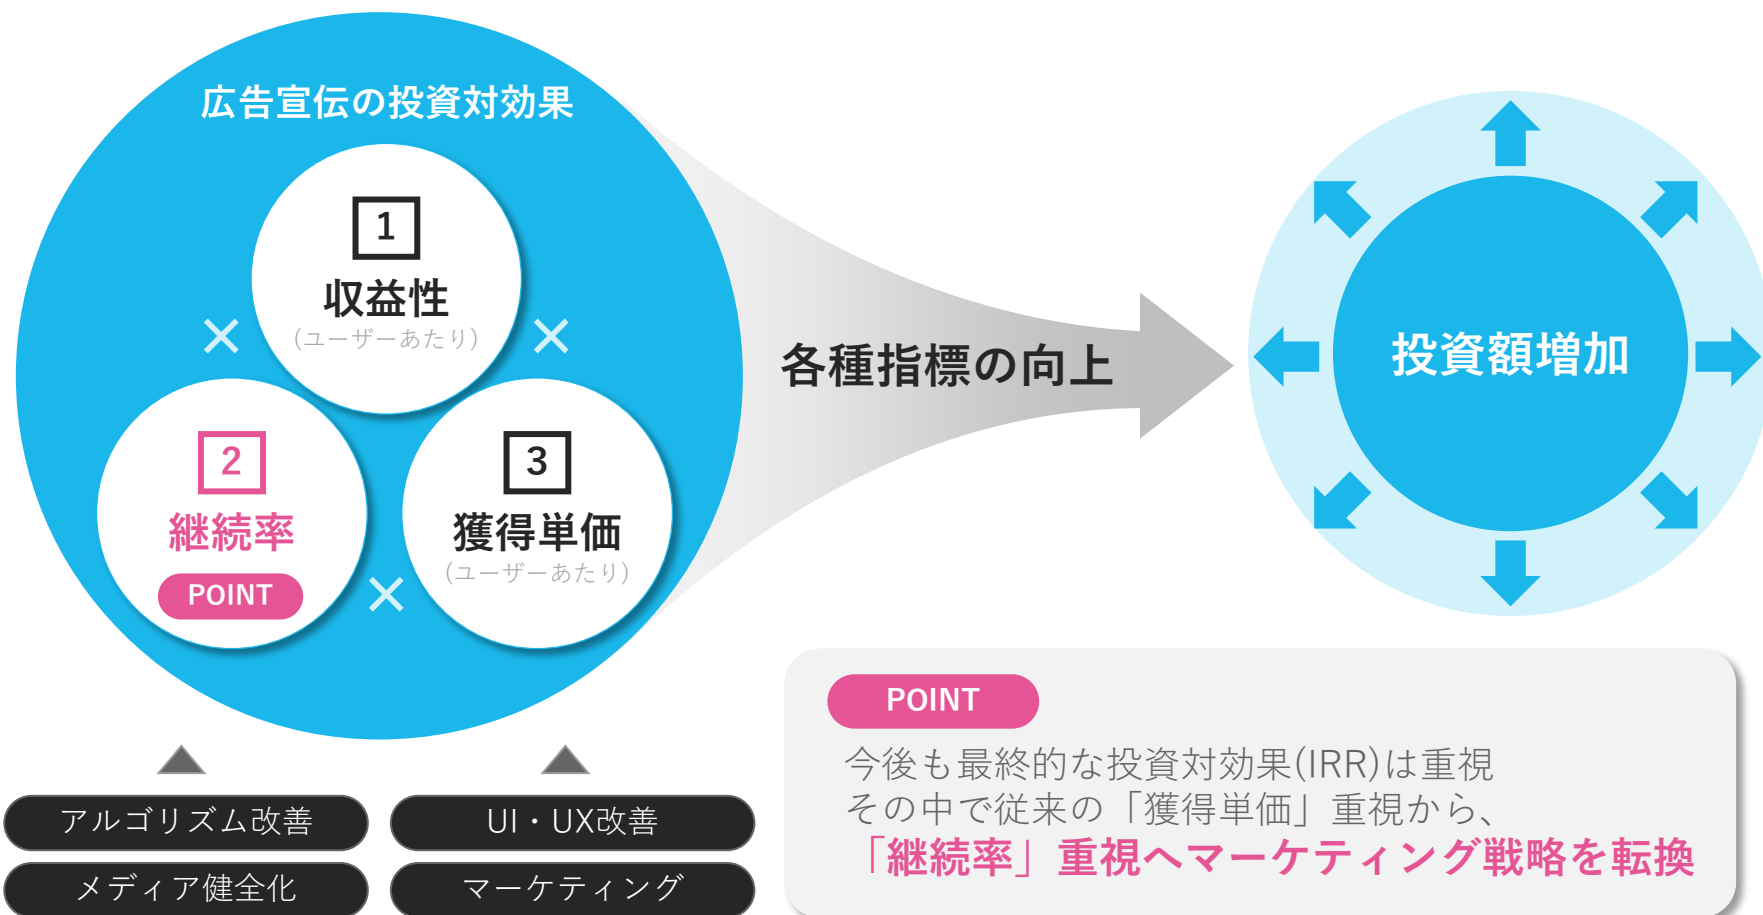 広告宣伝の投資対効果
1
収益性
(ユーザーあたり)
×
×
2
継続率
POINT
×
3
獲得単価
(ユーザーあたり)
各種指標の向上
投資額増加
アルゴリズム改善
UI・UX改善
メディア健全化
マーケティング
POINT
今後も最終的な投資対効果(IRR)は重視
その中で従来の「獲得単価」重視から、
「継続率」重視へマーケティング戦略を転換